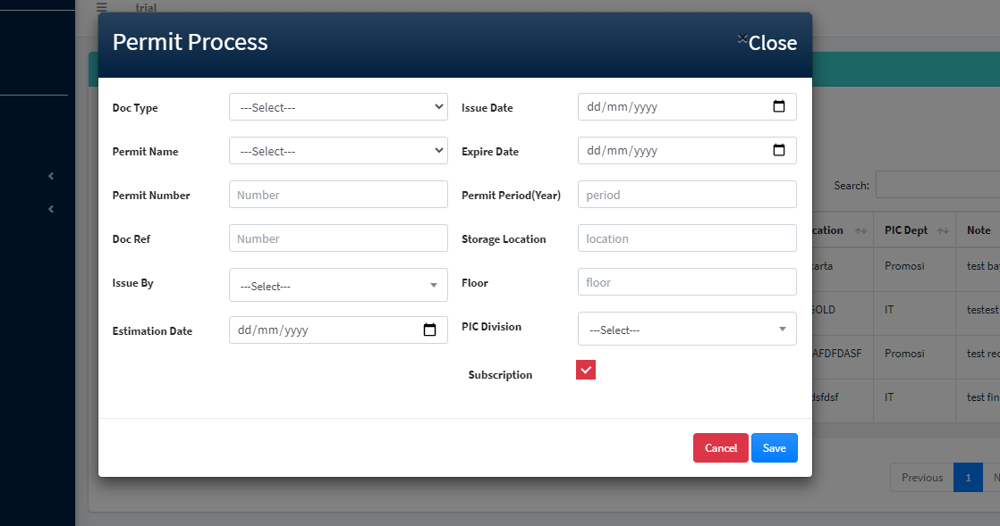 trial
Permit Process
×Close
Doc Type
---Select---
Issue Date
dd/mm/yyyy
Permit Name
---Select---
Expire Date
dd/mm/yyyy
Permit Number
Number
Permit Period(Year)
period
Doc Ref
Number
Storage Location
location
Issue By
---Select---
Floor
floor
Estimation Date
dd/mm/yyyy
PIC Division
---Select---
Subscription
Cancel
Save
Search:
cation
PIC Dept
Note
arta
Promosi
test ba
GOLD
IT
testest
AFDFDASF
Promosi
test rec
dsfdsf
IT
test fin
Previous
1
N